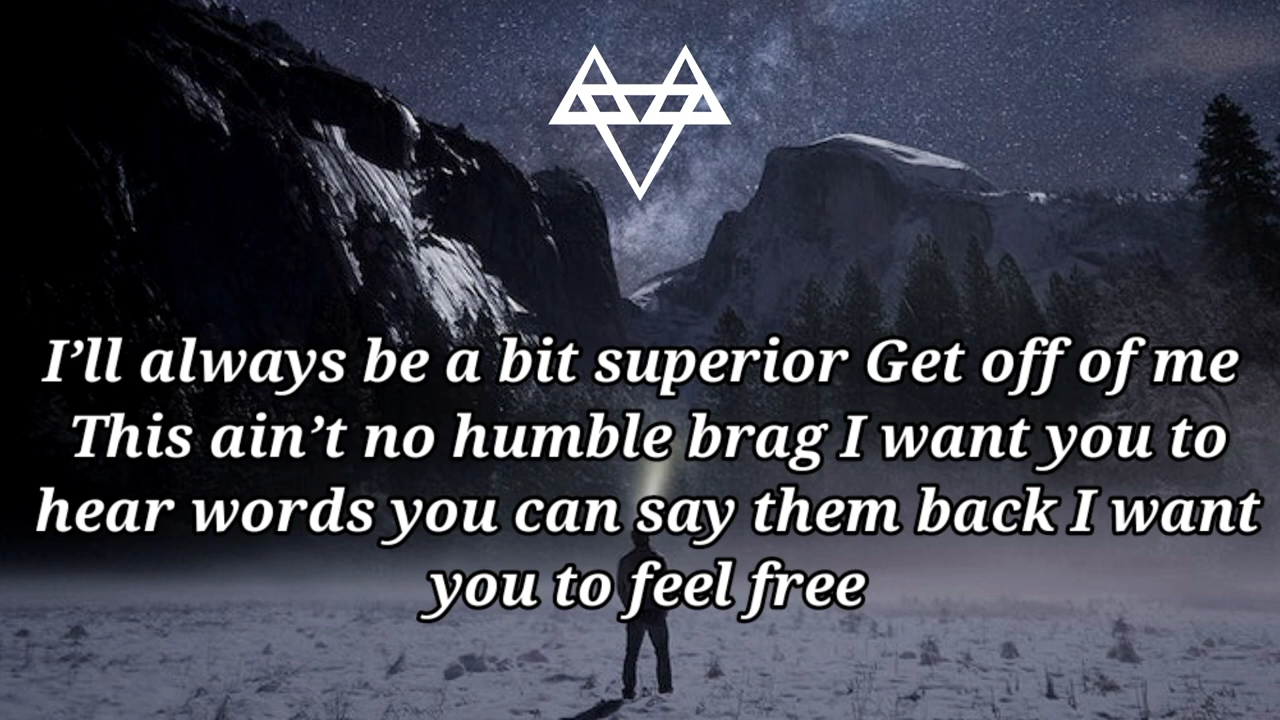 I’ll always be a bit superior Get off of me
This ain’t no humble brag I want you to
hear words you can say them back I want
you to feel free